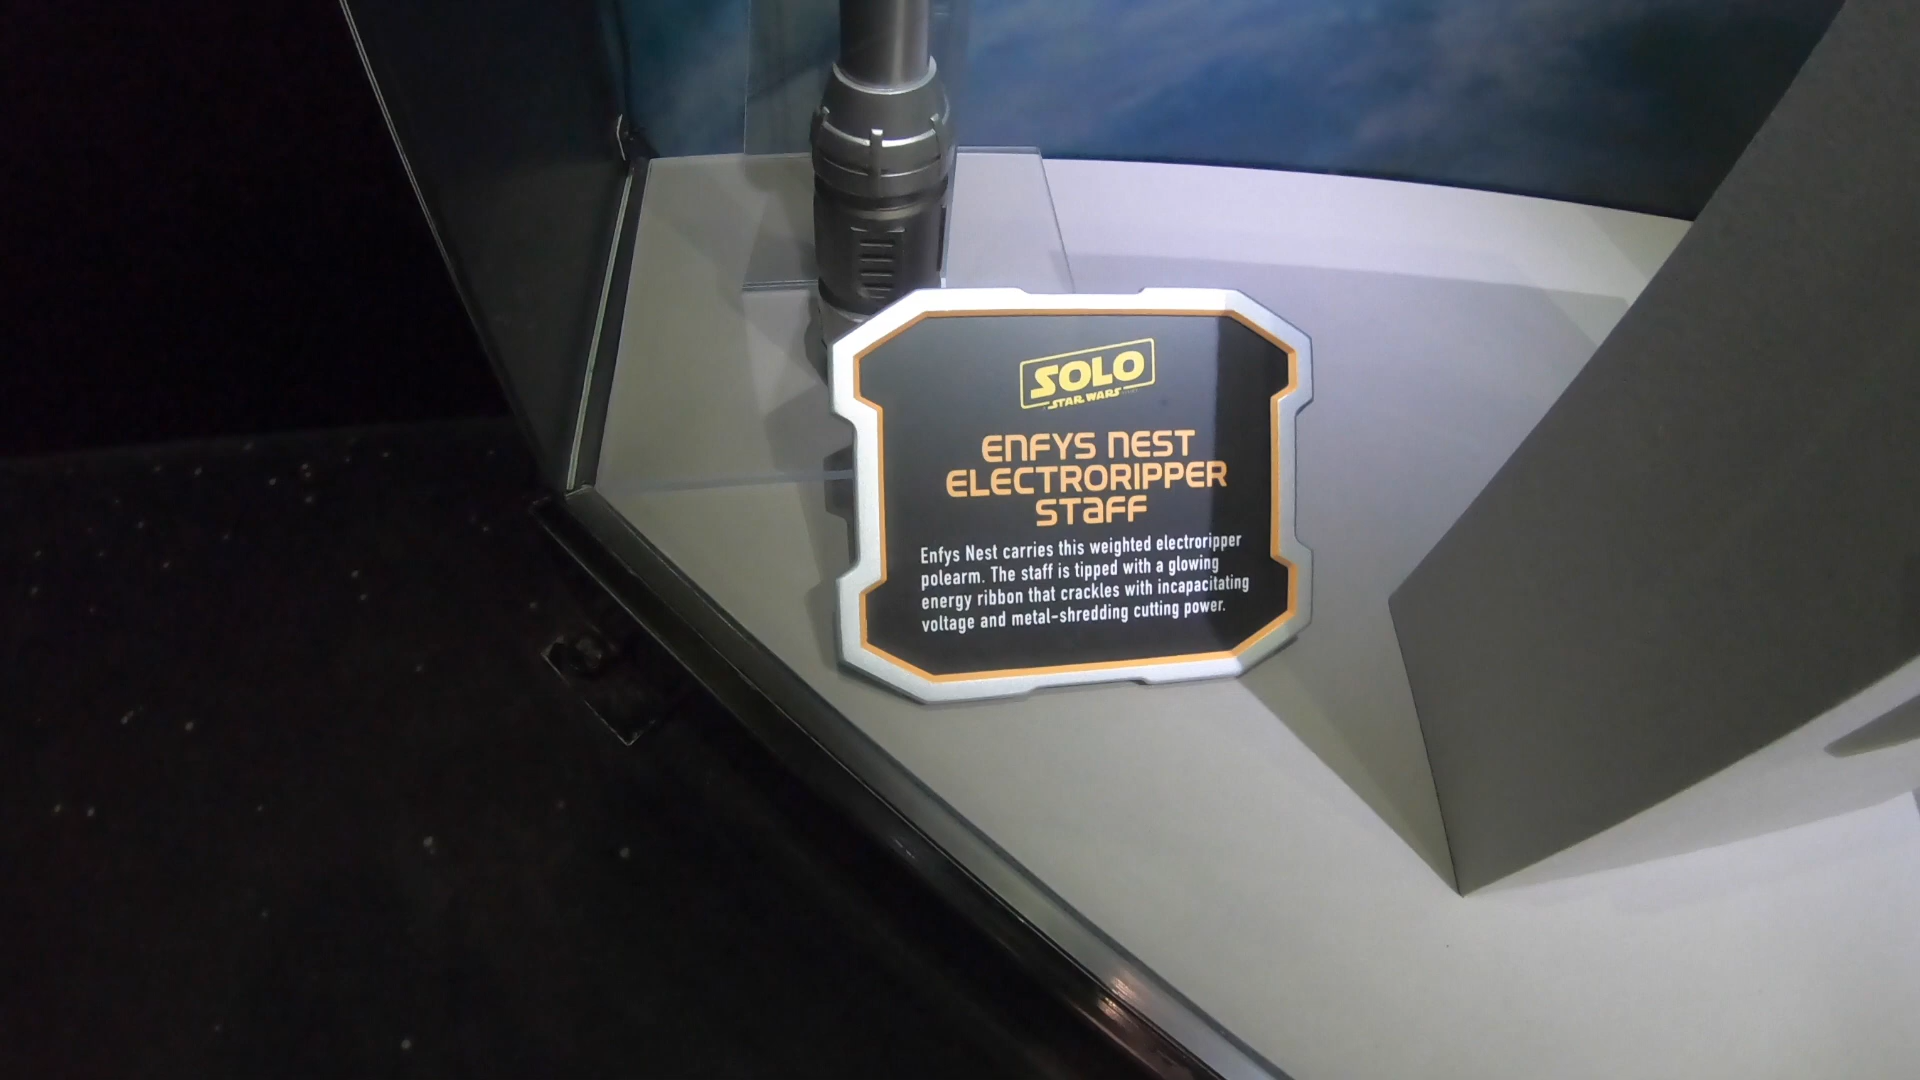 SOLO
A STAR WARS STORY
ENFYS NEST
ELECTRORIPPER
STAFF
Enfys Nest carries this weighted electroripper
polearm. The staff is tipped with a glowing
energy ribbon that crackles with incapacitating
voltage and metal-shredding cutting power.